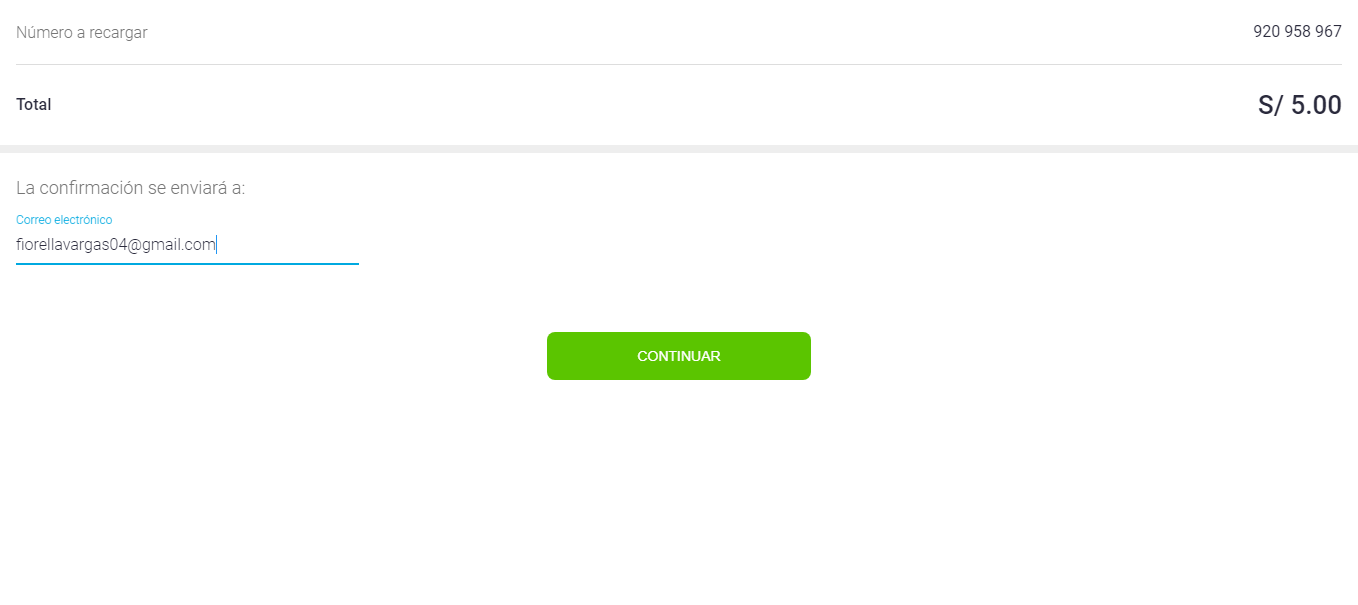 Número a recargar 920 958 967
Total S/ 5.00
La confirmación se enviará a:
Correo electrónico
fiorellavargas04@gmail.com
CONTINUAR